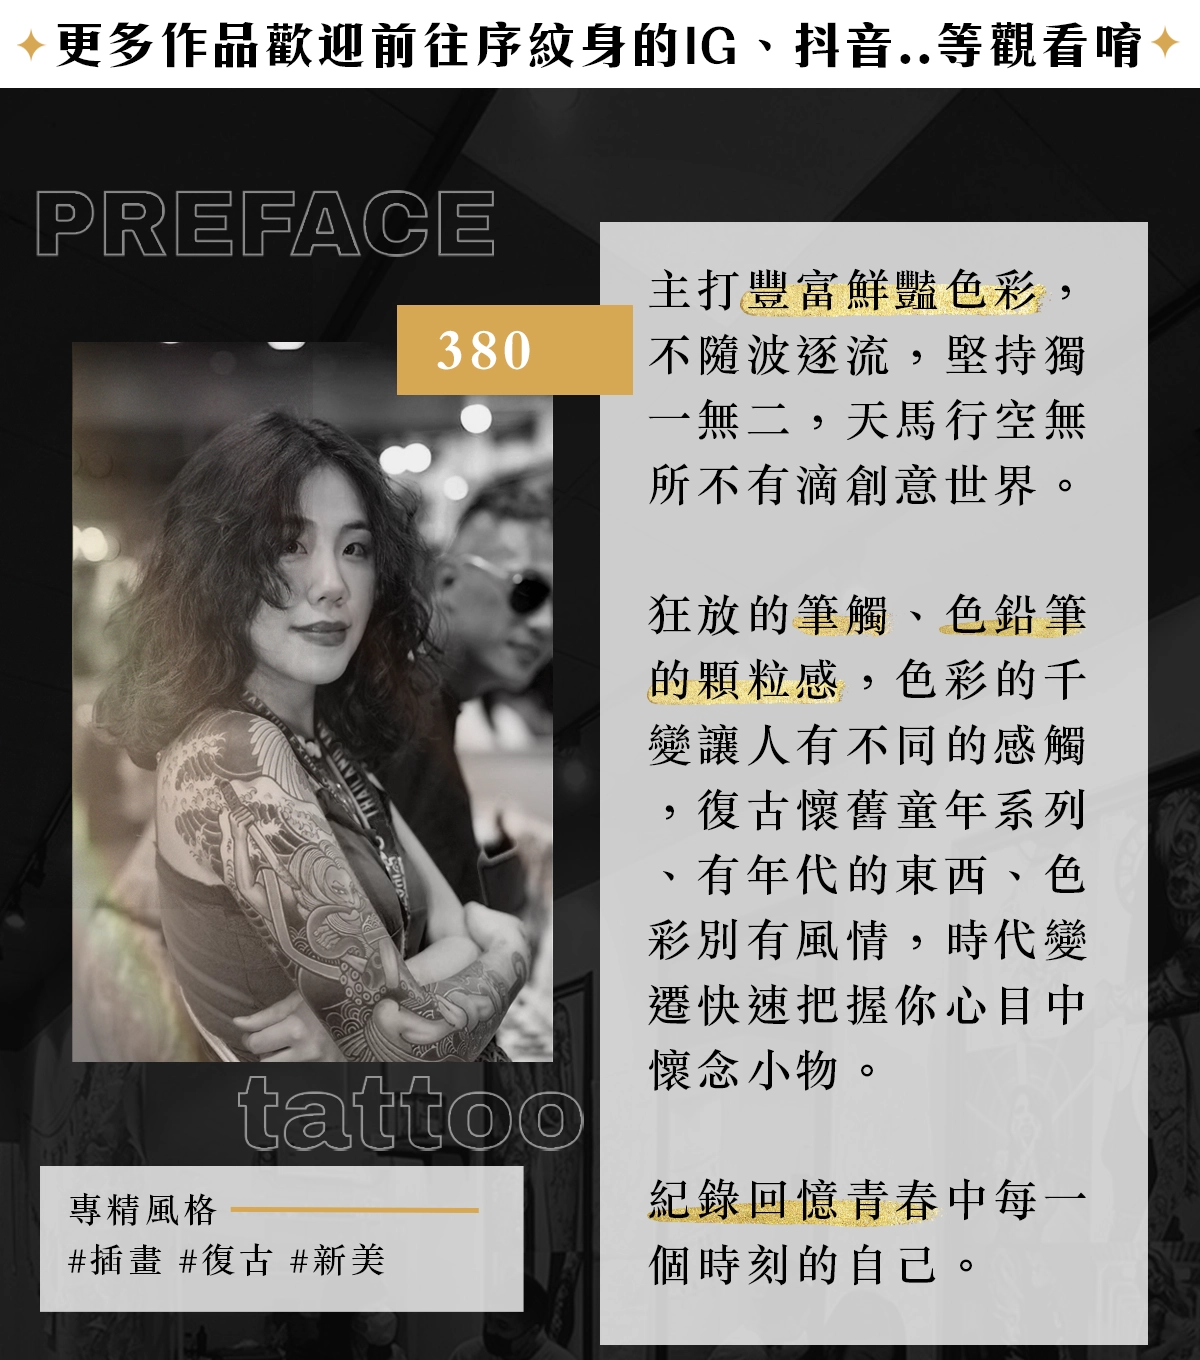 更多作品歡迎前往序紋身的IG、抖音..等觀看唷
PREFACE
380
主打豐富鮮豔色彩，
不隨波逐流，堅持獨
一無二，天馬行空無
所不有滴創意世界。
狂放的筆觸、色鉛筆
的顆粒感，色彩的千
變讓人有不同的感觸
，復古懷舊童年系列
、有年代的東西、色
彩別有風情，時代變
遷快速把握你心目中
懷念小物。
紀錄回憶青春中每一
個時刻的自己。
tattoo
專精風格
#插畫 #復古 #新美